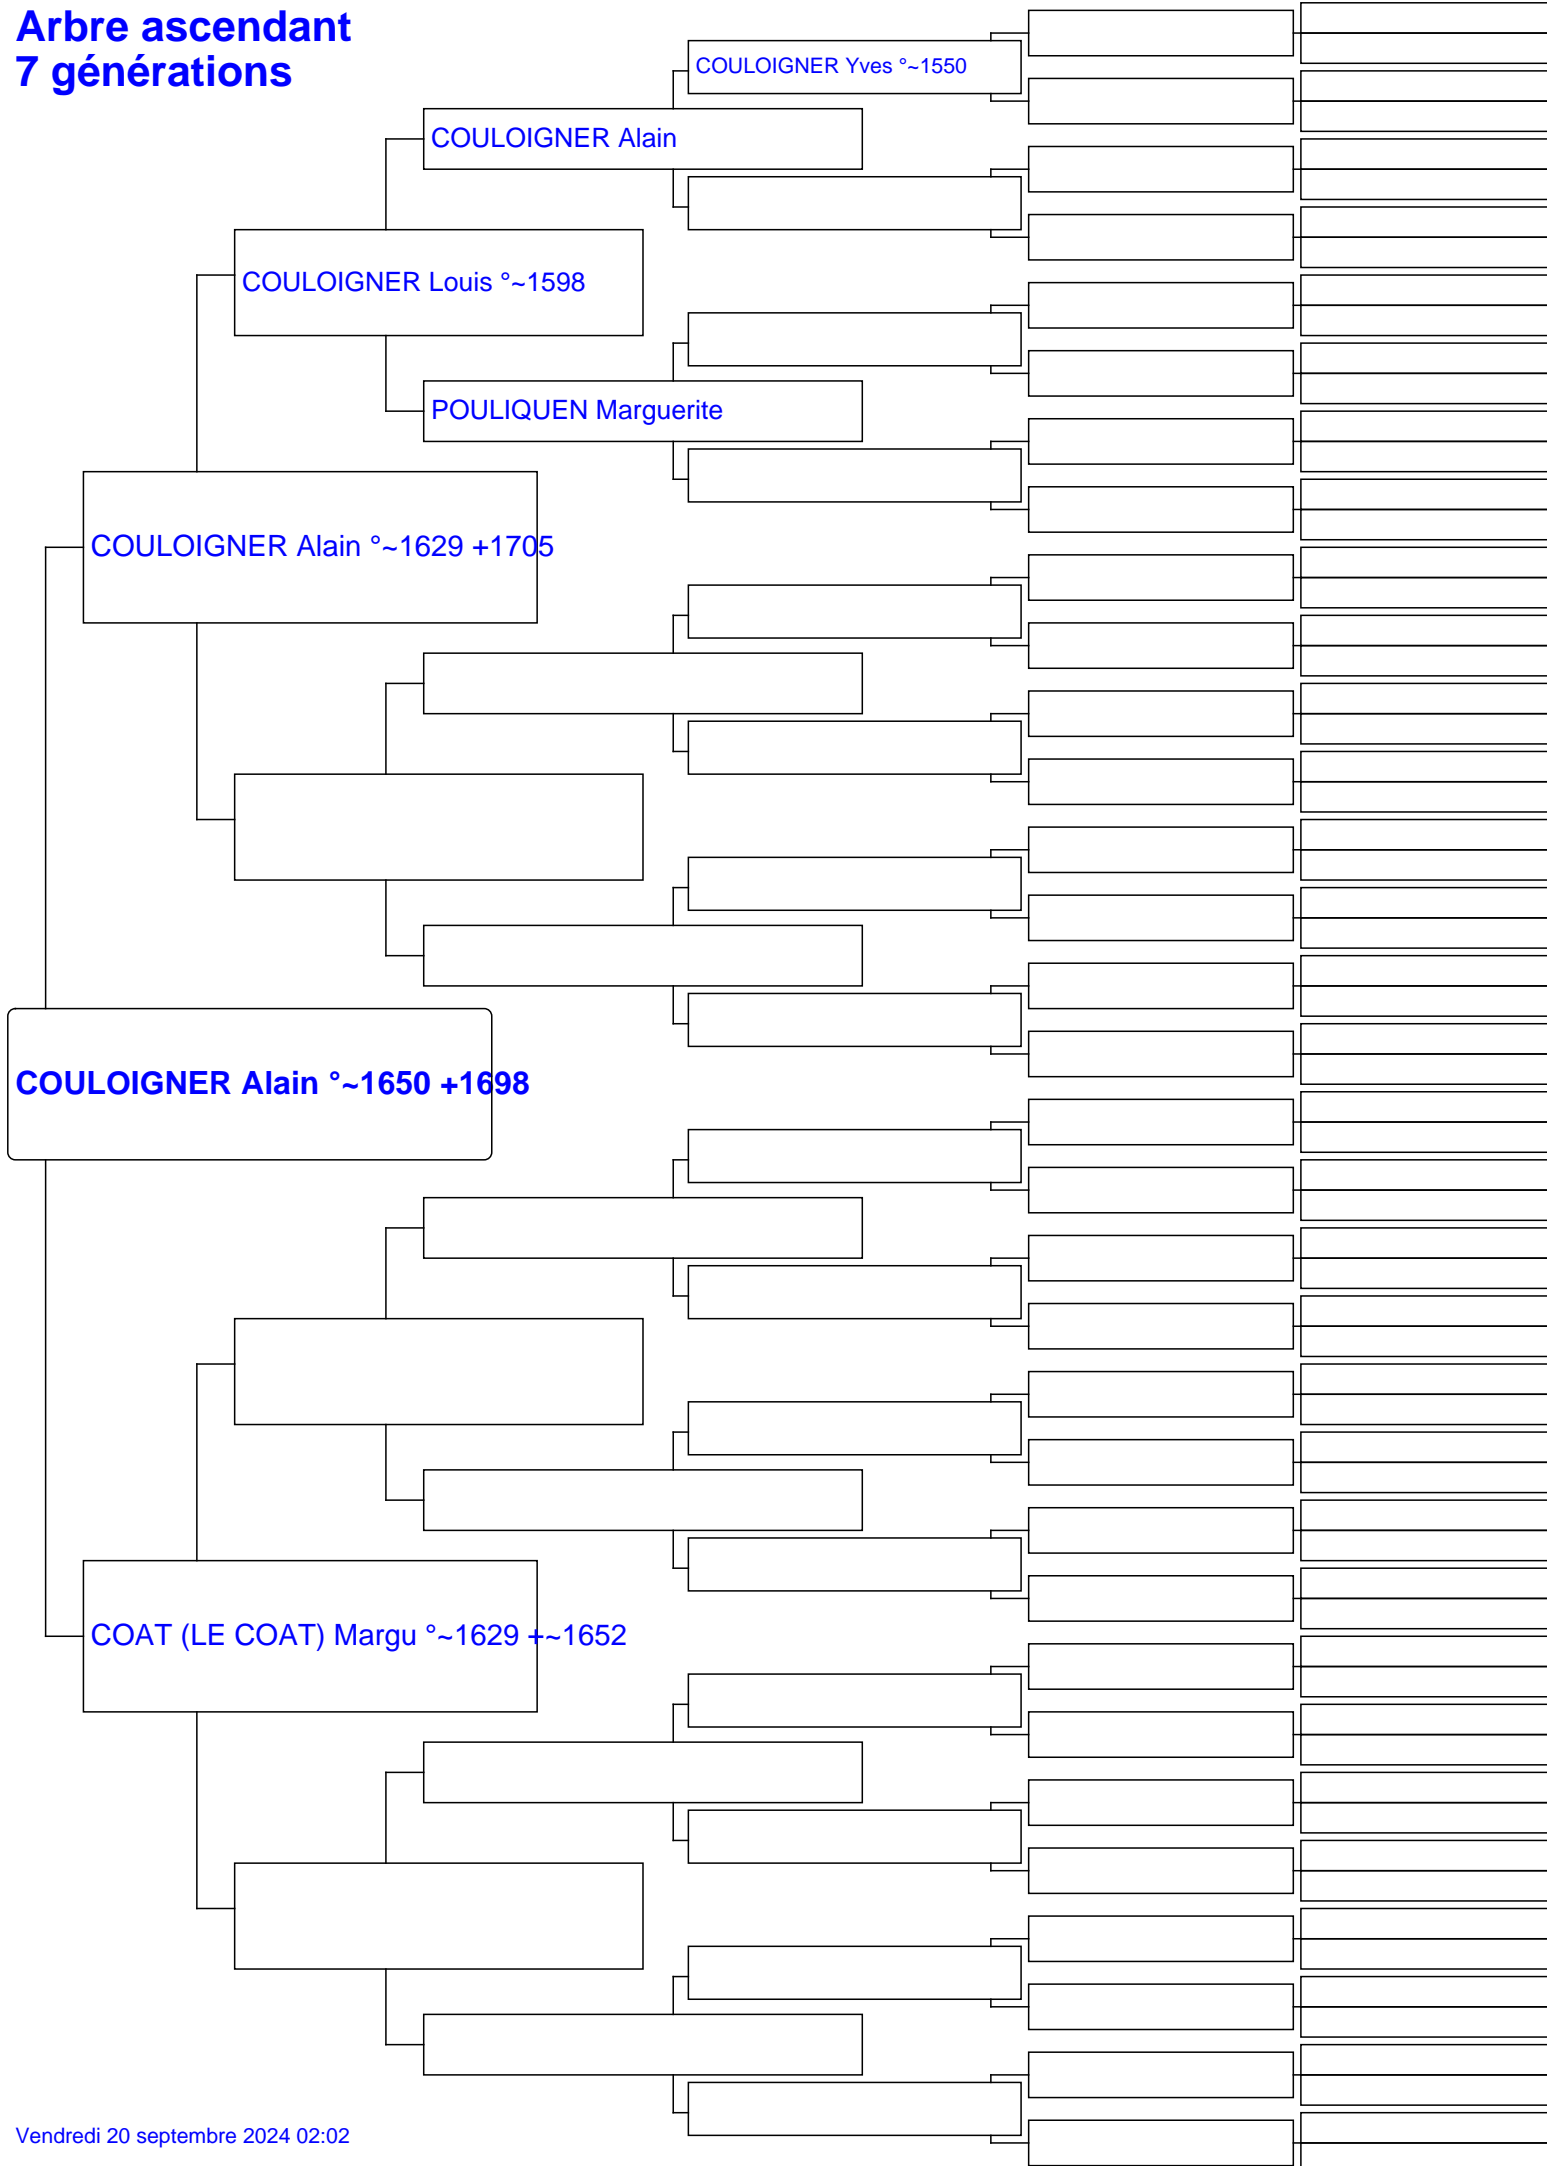 Arbre ascendant
7 générations
COULOIGNER Yves °~1550
COULOIGNER Alain
COULOIGNER Louis °~1598
POULIQUEN Marguerite
COULOIGNER Alain °~1629 +1705
COULOIGNER Alain °~1650 +1698
COAT (LE COAT) Margu °~1629 +~1652
Vendredi 20 septembre 2024 02:02